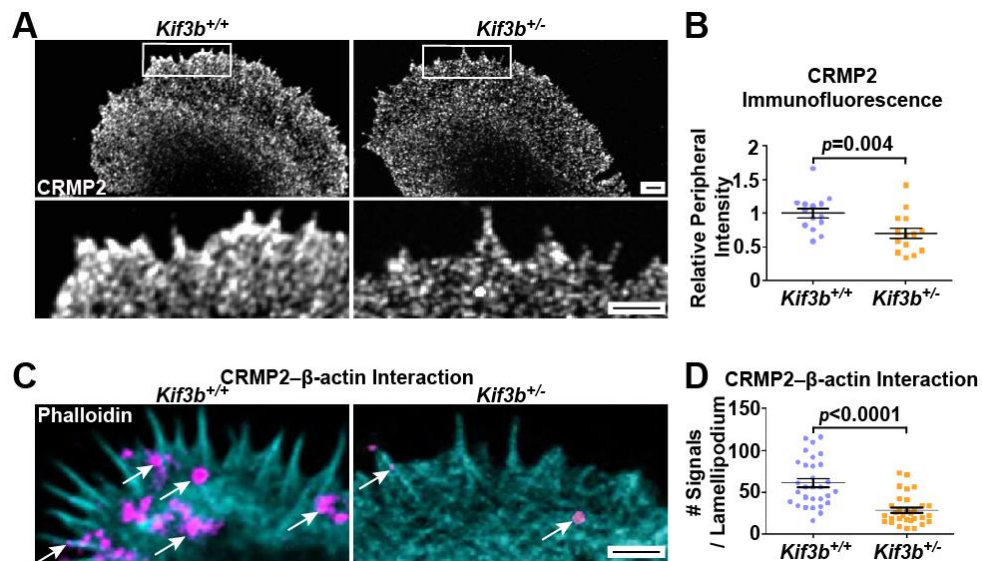 A
Kif3b+/+
Kif3b+/-
CRMP2
B
CRMP2
Immunofluorescence
Relative Peripheral
Intensity
2
1.5
1
0.5
0
p=0.004
Kif3b+/+
Kif3b+/-
C
CRMP2–β-actin Interaction
Kif3b+/+
Kif3b+/-
Phalloidin
D
CRMP2–β-actin Interaction
# Signals
/ Lamellipodium
150
100
50
0
p<0.0001
Kif3b+/+
Kif3b+/-